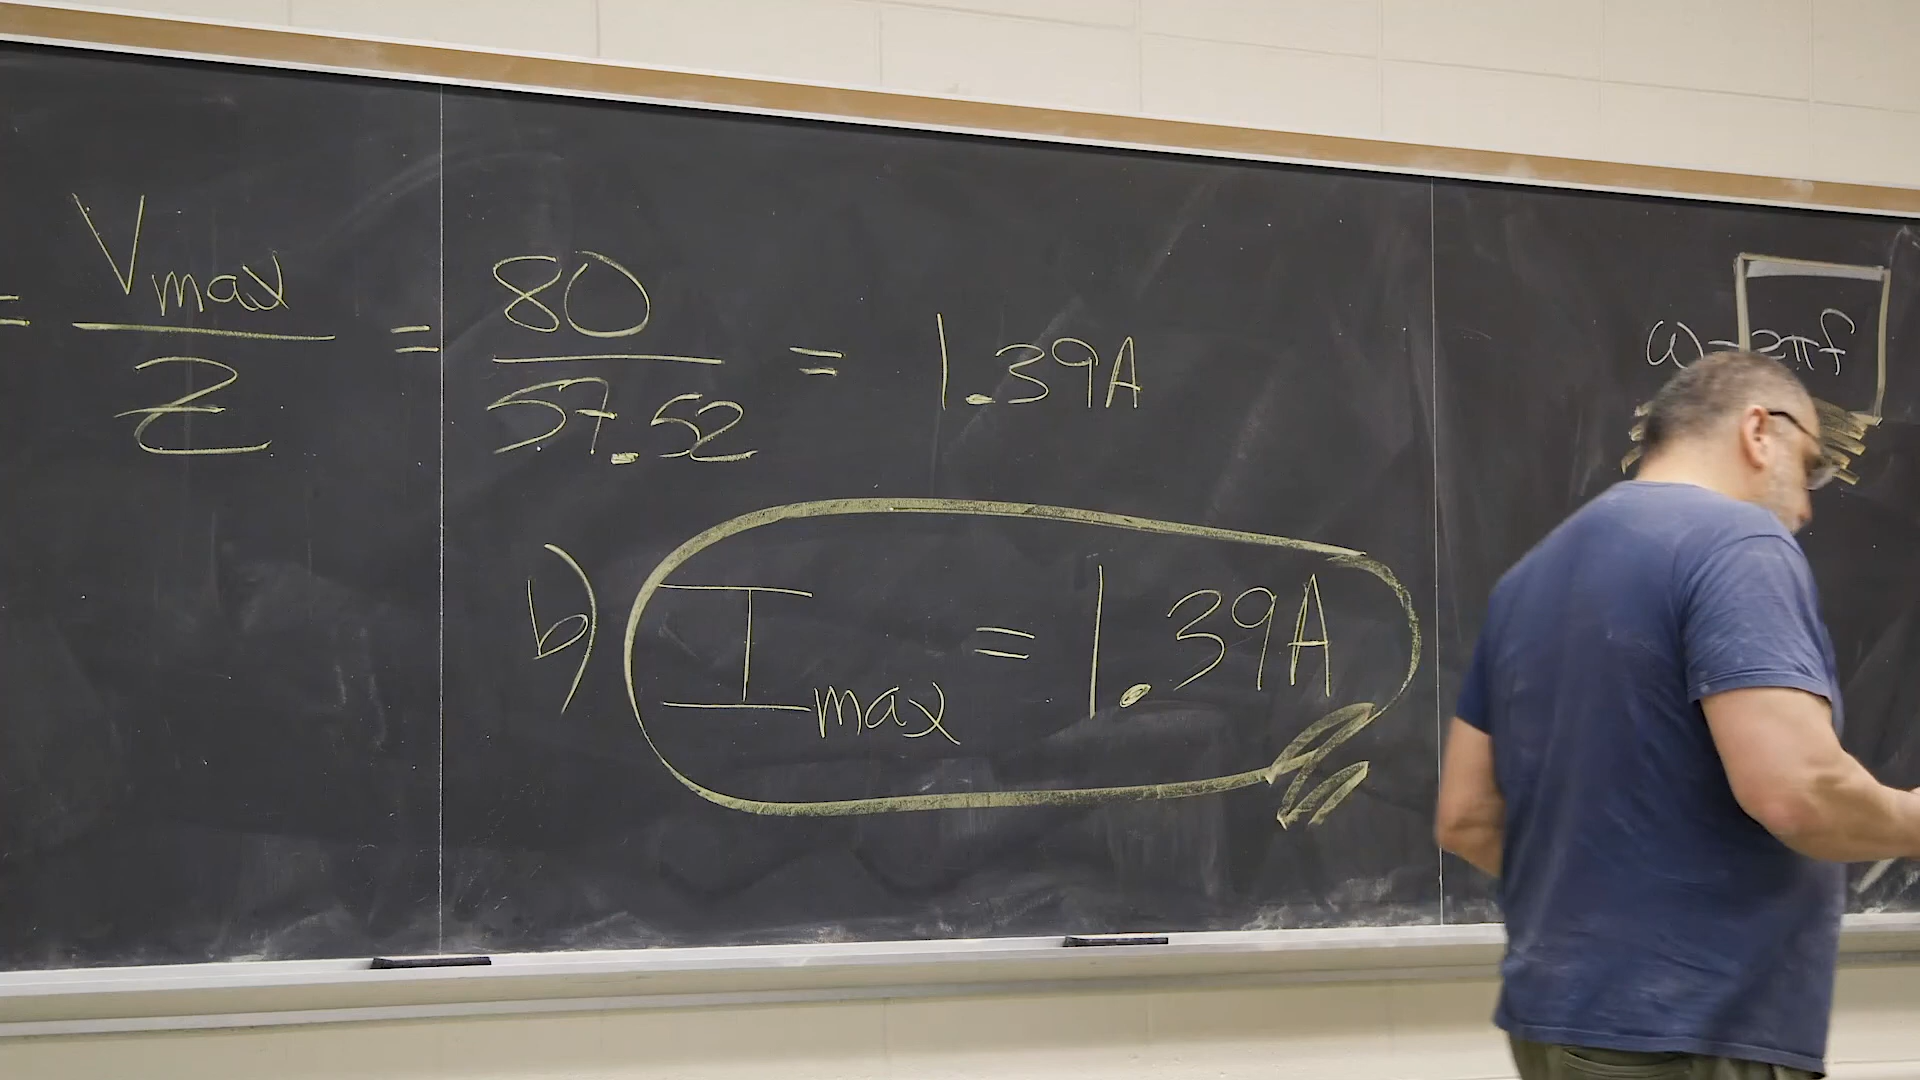 = Vmax / Z = 80 / 57.52 = 1.39A
ω = 2πf
b) Imax = 1.39A